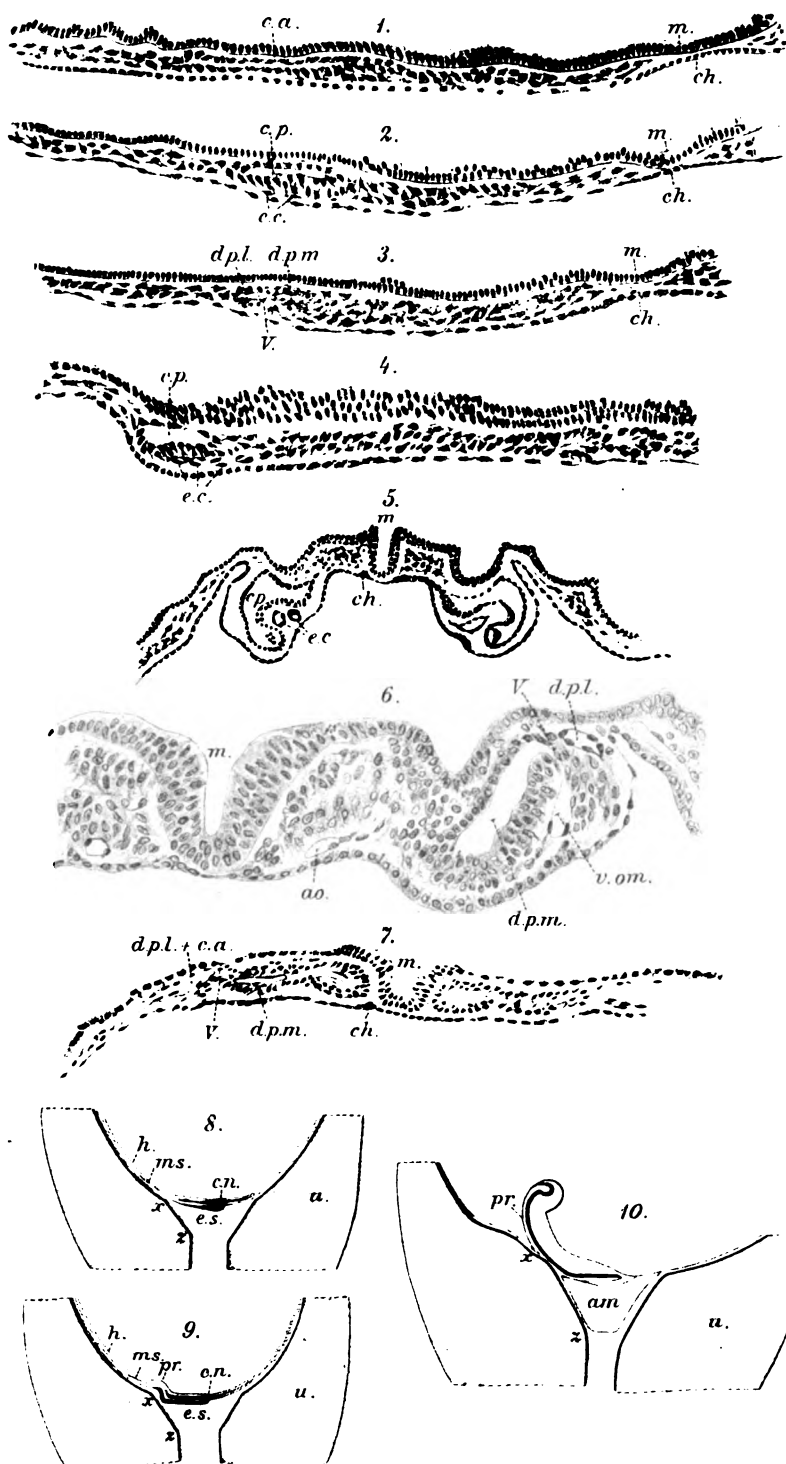 c.a. 1. m.
ch.
c.p. 2. m.
c.c. ch.
d.p.l. d.p.m 3. m.
V. ch.
4.
c.p.
e.c.
5.
m
c.p. ch.
e.c
6. V. d.p.l.
m.
ao. v.om.
d.p.m.
d.p.l. + c.a. 7.
m.
V. d.p.m. ch.
8.
h. ms. c.n.
x e.s. u.
z
pr. 10.
x
am u.
z
9.
h. ms. pr. c.n.
x e.s. u.
z